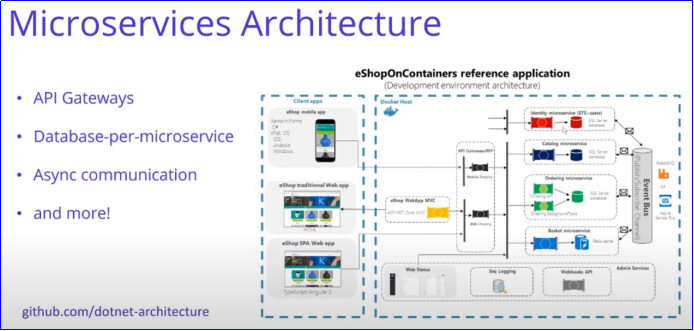 Microservices Architecture
• API Gateways
• Database-per-microservice
• Async communication
• and more!
github.com/dotnet-architecture
eShopOnContainers reference application
(Development environment architecture)
Client apps
eShop mobile app
Xamarin.Forms
C#
xPlat. OS:
iOS
Android
Windows
eShop traditional Web app
HTML
eShop SPA Web app
TypeScript/Angular 2
Docker Host
eShop WebApp MVC
API Gateways/BFF
Mobile-shopping
Web-shopping
Identity microservice (STS+users)
SQL Server
database
Catalog microservice
SQL Server
database
Ordering microservice
Ordering.API
Ordering.BackgroundTasks
SQL Server
database
Basket microservice
Redis cache
Event Bus
(Publish/Subscribe Channel)
RabbitMQ
or
Azure
Service Bus
Web Status
Seq Logging
Webhooks API
Admin Services